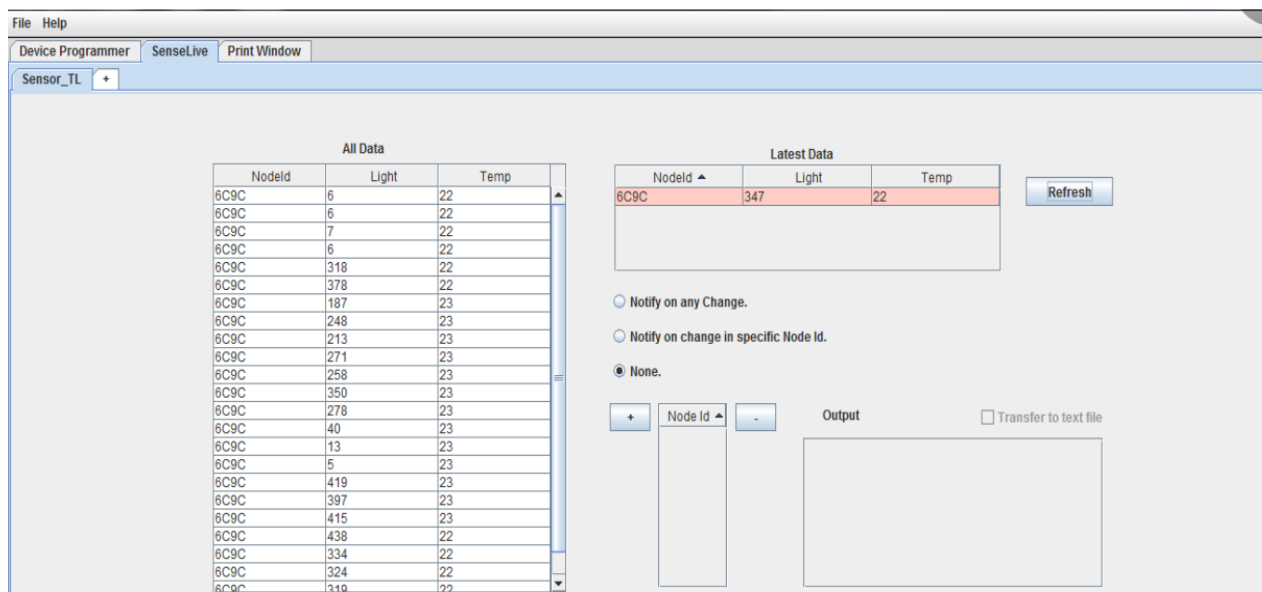 File Help
Device Programmer SenseLive Print Window
Sensor_TL +
All Data
NodeId Light Temp
6C9C 6 22
6C9C 6 22
6C9C 7 22
6C9C 6 22
6C9C 318 22
6C9C 378 22
6C9C 187 23
6C9C 248 23
6C9C 213 23
6C9C 271 23
6C9C 258 23
6C9C 350 23
6C9C 278 23
6C9C 40 23
6C9C 13 23
6C9C 5 23
6C9C 419 23
6C9C 397 23
6C9C 415 23
6C9C 438 22
6C9C 334 22
6C9C 324 22
6C9C 319 22
Latest Data
NodeId Light Temp
6C9C 347 22
Refresh
Notify on any Change.
Notify on change in specific Node Id.
None.
+ Node Id - Output Transfer to text file